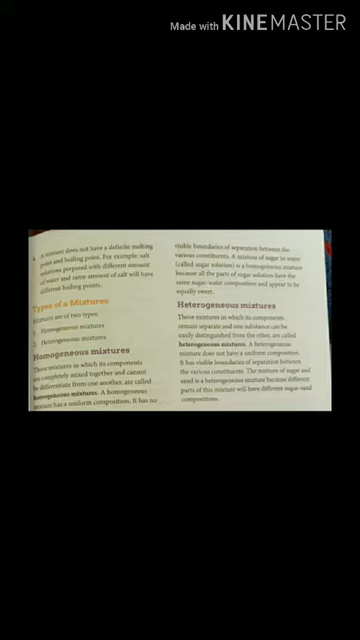 Made with KINEMASTER
4. A mixture does not have a definite melting
point and boiling point. For example: salt
solutions prepared with different amount
of water and same amount of salt will have
different boiling points.
Types of a Mixtures
Mixtures are of two types:
1. Homogeneous mixtures
2. Heterogeneous mixtures
Homogeneous mixtures
Those mixtures in which its components
are completely mixed together and cannot
be differentiate from one another, are called
homogeneous mixtures. A homogeneous
mixture has a uniform composition. It has no
visible boundaries of separation between the
various constituents. A mixture of sugar in water
(called sugar solution) is a homogeneous mixture
because all the parts of sugar solution have the
same sugar-water composition and appear to be
equally sweet.
Heterogeneous mixtures
Those mixtures in which its components
remain separate and one substance can be
easily distinguished from the other, are called
heterogeneous mixtures. A heterogeneous
mixture does not have a uniform composition.
It has visible boundaries of separation between
the various constituents. The mixture of sugar and
sand is a heterogeneous mixture because different
parts of this mixture will have different sugar-sand
compositions.